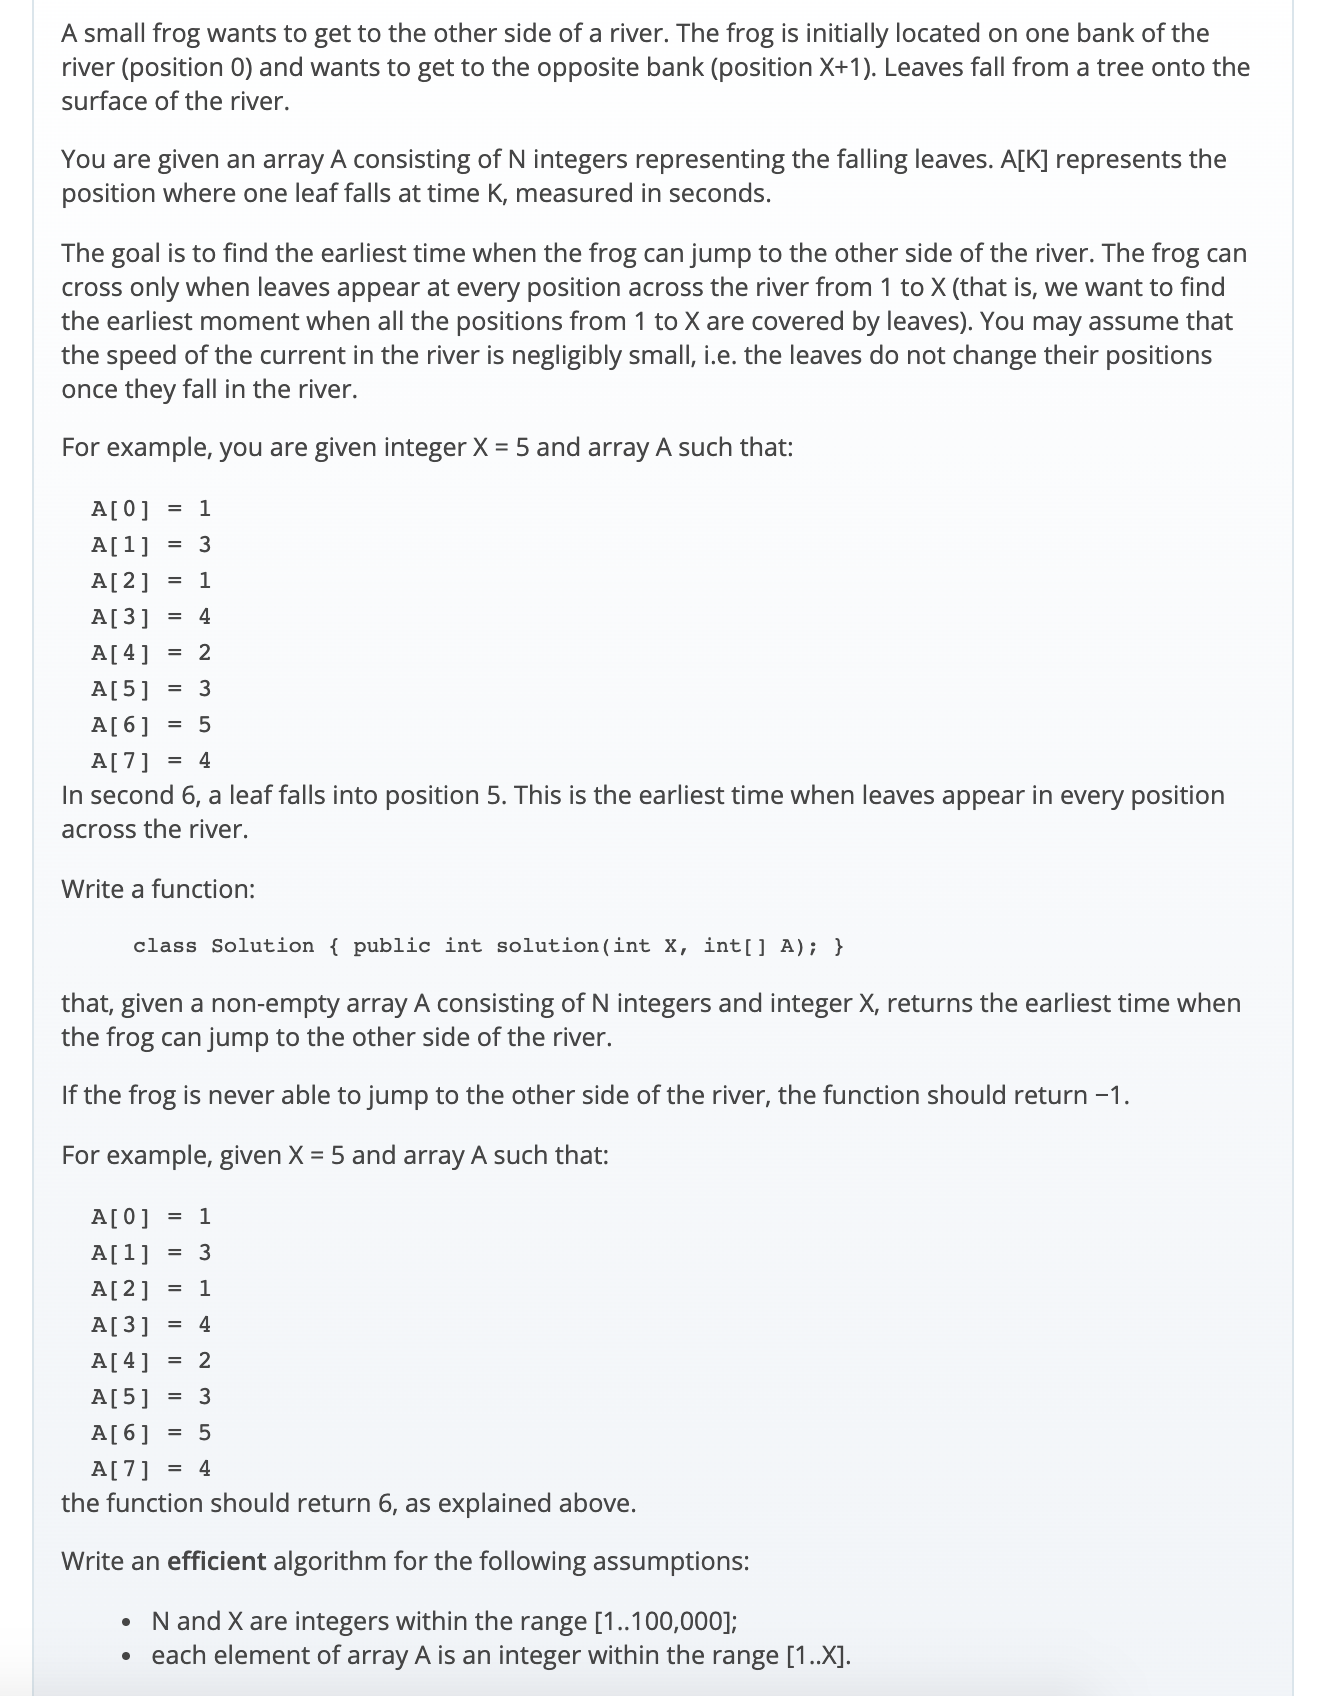 A small frog wants to get to the other side of a river. The frog is initially located on one bank of the
river (position 0) and wants to get to the opposite bank (position X+1). Leaves fall from a tree onto the
surface of the river.
You are given an array A consisting of N integers representing the falling leaves. A[K] represents the
position where one leaf falls at time K, measured in seconds.
The goal is to find the earliest time when the frog can jump to the other side of the river. The frog can
cross only when leaves appear at every position across the river from 1 to X (that is, we want to find
the earliest moment when all the positions from 1 to X are covered by leaves). You may assume that
the speed of the current in the river is negligibly small, i.e. the leaves do not change their positions
once they fall in the river.
For example, you are given integer X = 5 and array A such that:
A[0] = 1
A[1] = 3
A[2] = 1
A[3] = 4
A[4] = 2
A[5] = 3
A[6] = 5
A[7] = 4
In second 6, a leaf falls into position 5. This is the earliest time when leaves appear in every position
across the river.
Write a function:
class Solution { public int solution(int X, int[] A); }
that, given a non-empty array A consisting of N integers and integer X, returns the earliest time when
the frog can jump to the other side of the river.
If the frog is never able to jump to the other side of the river, the function should return −1.
For example, given X = 5 and array A such that:
A[0] = 1
A[1] = 3
A[2] = 1
A[3] = 4
A[4] = 2
A[5] = 3
A[6] = 5
A[7] = 4
the function should return 6, as explained above.
Write an efficient algorithm for the following assumptions:
• N and X are integers within the range [1..100,000];
• each element of array A is an integer within the range [1..X].